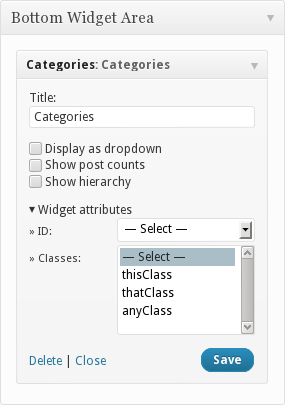 Bottom Widget Area
Categories: Categories
Title:
Categories
Display as dropdown
Show post counts
Show hierarchy
▾ Widget attributes
» ID: — Select —
» Classes: — Select —
thisClass
thatClass
anyClass
Delete | Close Save